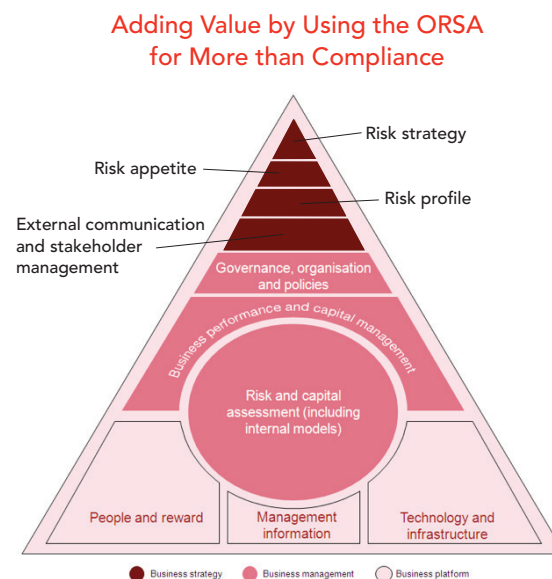 Adding Value by Using the ORSA
for More than Compliance
Risk strategy
Risk appetite
Risk profile
External communication
and stakeholder
management
Governance, organisation
and policies
Business performance and capital management
Risk and capital
assessment (including
internal models)
People and reward
Management
information
Technology and
infrastructure
Business strategy
Business management
Business platform